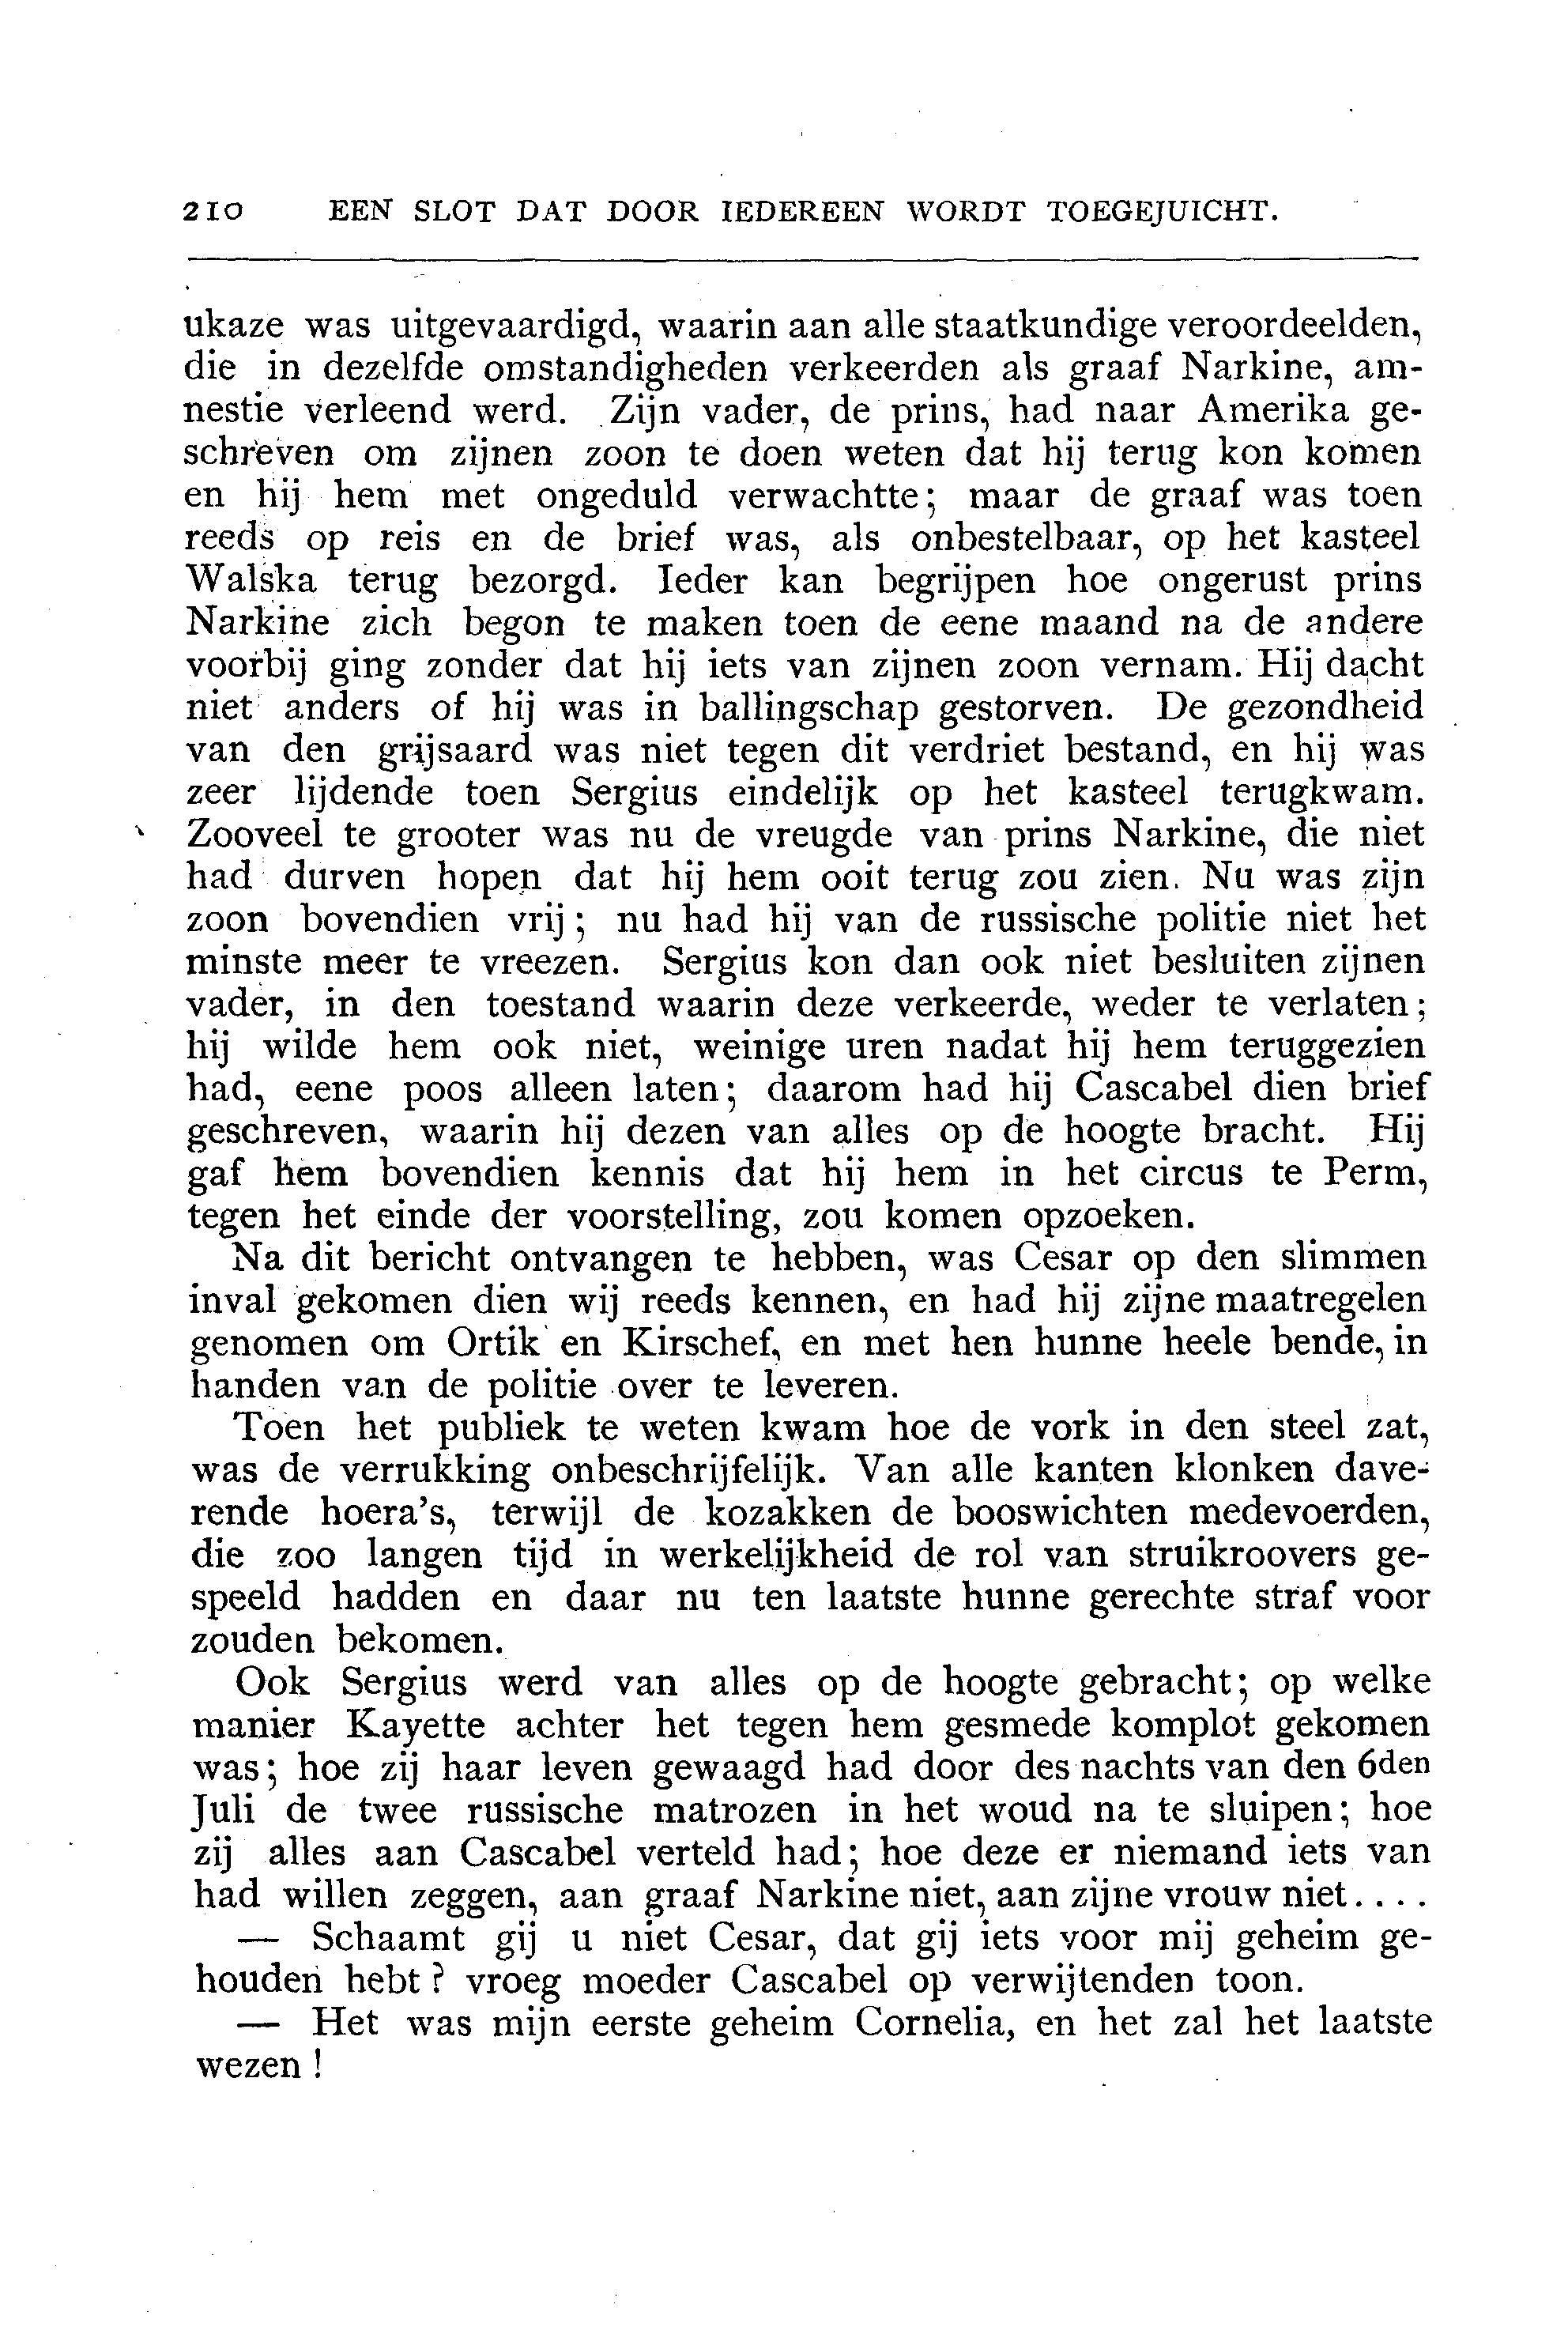 210 EEN SLOT DAT DOOR IEDEREEN WORDT TOEGEJUICHT.
ukaze was uitgevaardigd, waarin aan alle staatkundige veroordeelden,
die in dezelfde omstandigheden verkeerden als graaf Narkine, am-
nestie verleend werd. Zijn vader, de prins, had naar Amerika ge-
schreven om zijnen zoon te doen weten dat hij terug kon komen
en hij hem met ongeduld verwachtte; maar de graaf was toen
reeds op reis en de brief was, als onbestelbaar, op het kasteel
Walska terug bezorgd. Ieder kan begrijpen hoe ongerust prins
Narkine zich begon te maken toen de eene maand na de andere
voorbij ging zonder dat hij iets van zijnen zoon vernam. Hij dacht
niet anders of hij was in ballingschap gestorven. De gezondheid
van den grijsaard was niet tegen dit verdriet bestand, en hij was
zeer lijdende toen Sergius eindelijk op het kasteel terugkwam.
Zooveel te grooter was nu de vreugde van prins Narkine, die niet
had durven hopen dat hij hem ooit terug zou zien. Nu was zijn
zoon bovendien vrij; nu had hij van de russische politie niet het
minste meer te vreezen. Sergius kon dan ook niet besluiten zijnen
vader, in den toestand waarin deze verkeerde, weder te verlaten;
hij wilde hem ook niet, weinige uren nadat hij hem teruggezien
had, eene poos alleen laten; daarom had hij Cascabel dien brief
geschreven, waarin hij dezen van alles op de hoogte bracht. Hij
gaf hem bovendien kennis dat hij hem in het circus te Perm,
tegen het einde der voorstelling, zou komen opzoeken.
Na dit bericht ontvangen te hebben, was Cesar op den slimmen
inval gekomen dien wij reeds kennen, en had hij zijne maatregelen
genomen om Ortik en Kirschef, en met hen hunne heele bende, in
handen van de politie over te leveren.
Toen het publiek te weten kwam hoe de vork in den steel zat,
was de verrukking onbeschrijfelijk. Van alle kanten klonken dave-
rende hoera's, terwijl de kozakken de booswichten medevoerden,
die zoo langen tijd in werkelijkheid de rol van struikroovers ge-
speeld hadden en daar nu ten laatste hunne gerechte straf voor
zouden bekomen.
Ook Sergius werd van alles op de hoogte gebracht; op welke
manier Kayette achter het tegen hem gesmede komplot gekomen
was; hoe zij haar leven gewaagd had door des nachts van den 6den
Juli de twee russische matrozen in het woud na te sluipen; hoe
zij alles aan Cascabel verteld had; hoe deze er niemand iets van
had willen zeggen, aan graaf Narkine niet, aan zijne vrouw niet....
— Schaamt gij u niet Cesar, dat gij iets voor mij geheim ge-
houden hebt? vroeg moeder Cascabel op verwijtenden toon.
— Het was mijn eerste geheim Cornelia, en het zal het laatste
wezen!